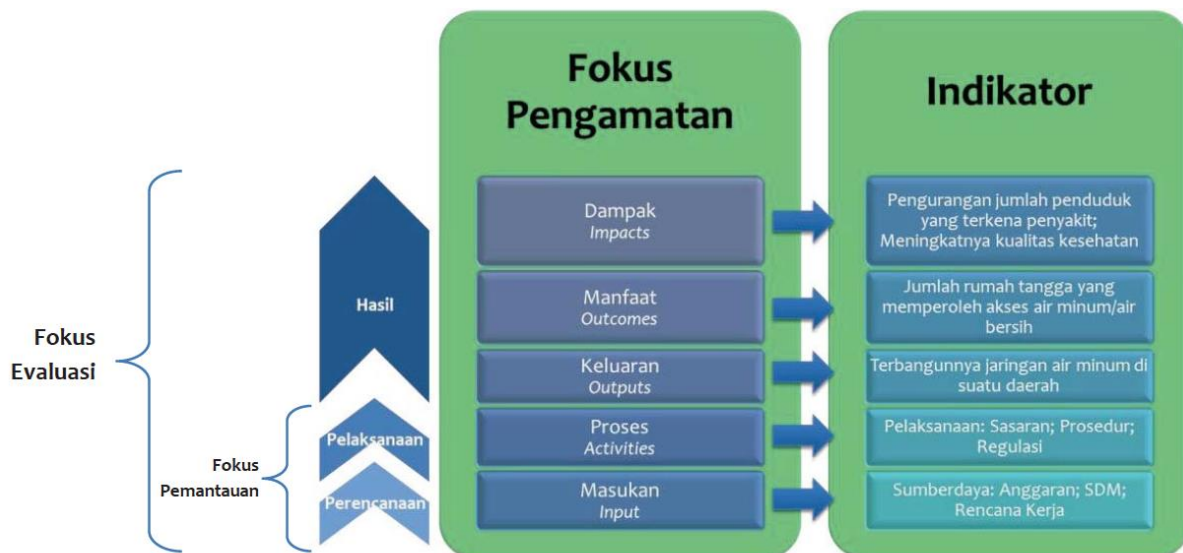 Fokus
Pengamatan
Indikator
Fokus
Evaluasi
Fokus
Pemantauan
Hasil
Pelaksanaan
Perencanaan
Dampak
Impacts
Pengurangan jumlah penduduk
yang terkena penyakit;
Meningkatnya kualitas kesehatan
Manfaat
Outcomes
Jumlah rumah tangga yang
memperoleh akses air minum/air
bersih
Keluaran
Outputs
Terbangunnya jaringan air minum di
suatu daerah
Proses
Activities
Pelaksanaan: Sasaran; Prosedur;
Regulasi
Masukan
Input
Sumberdaya: Anggaran; SDM;
Rencana Kerja